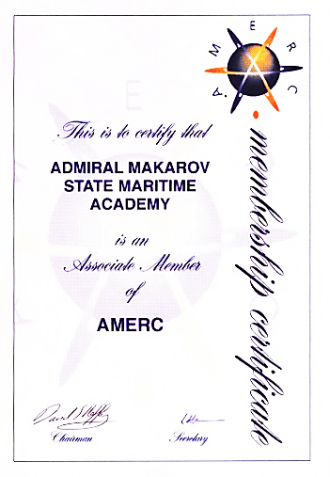 AMERC
This is to certify that
ADMIRAL MAKAROV
STATE MARITIME
ACADEMY
is an
Associate Member
of
AMERC
Chairman
Secretary
membership certificate